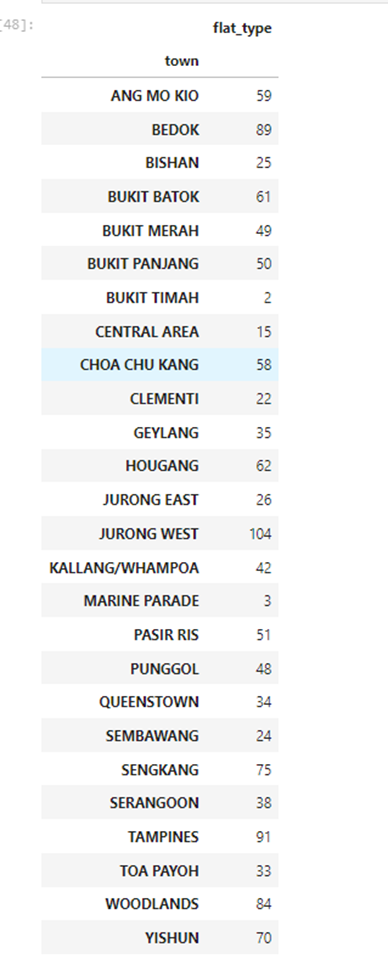 [48]:
flat_type
town
ANG MO KIO 59
BEDOK 89
BISHAN 25
BUKIT BATOK 61
BUKIT MERAH 49
BUKIT PANJANG 50
BUKIT TIMAH 2
CENTRAL AREA 15
CHOA CHU KANG 58
CLEMENTI 22
GEYLANG 35
HOUGANG 62
JURONG EAST 26
JURONG WEST 104
KALLANG/WHAMPOA 42
MARINE PARADE 3
PASIR RIS 51
PUNGGOL 48
QUEENSTOWN 34
SEMBAWANG 24
SENGKANG 75
SERANGOON 38
TAMPINES 91
TOA PAYOH 33
WOODLANDS 84
YISHUN 70